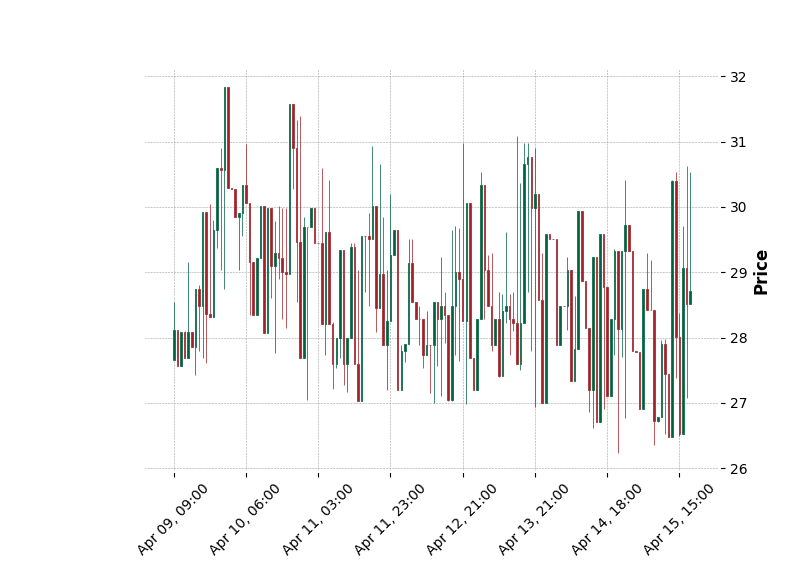 32
31
30
29
28
27
26
Price
Apr 09, 09:00
Apr 10, 06:00
Apr 11, 03:00
Apr 11, 23:00
Apr 12, 21:00
Apr 13, 21:00
Apr 14, 18:00
Apr 15, 15:00